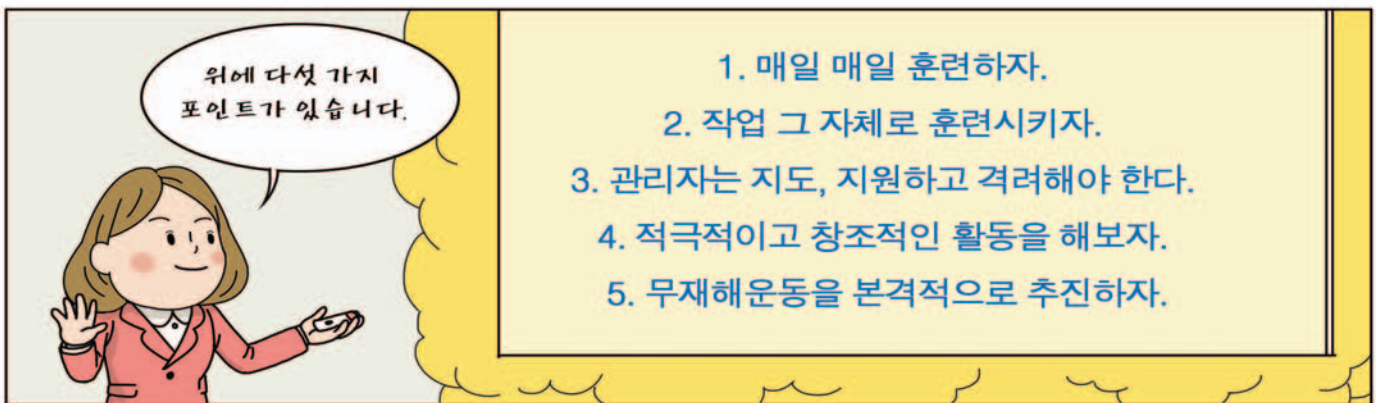 위에 다섯 가지
포인트가 있습니다.
1. 매일 매일 훈련하자.
2. 작업 그 자체로 훈련시키자.
3. 관리자는 지도, 지원하고 격려해야 한다.
4. 적극적이고 창조적인 활동을 해보자.
5. 무재해운동을 본격적으로 추진하자.